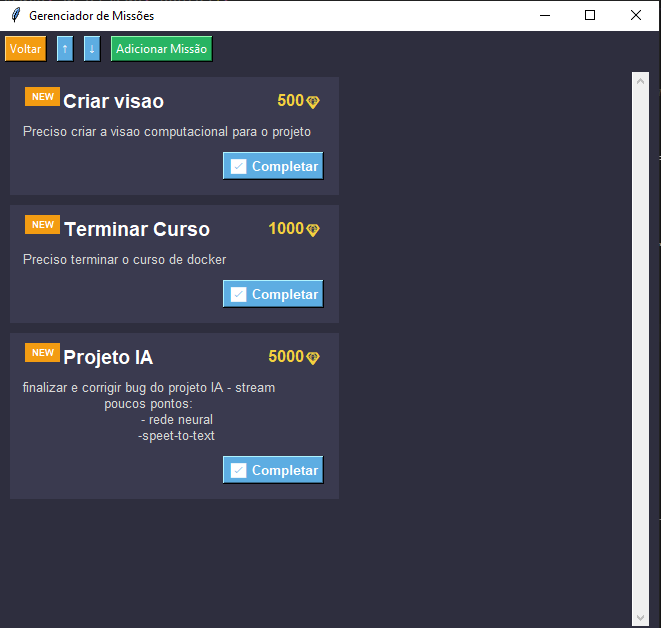 Gerenciador de Missões
Voltar ↑ ↓ Adicionar Missão
NEW Criar visao 500
Preciso criar a visao computacional para o projeto
Completar
NEW Terminar Curso 1000
Preciso terminar o curso de docker
Completar
NEW Projeto IA 5000
finalizar e corrigir bug do projeto IA - stream
poucos pontos:
- rede neural
-speet-to-text
Completar